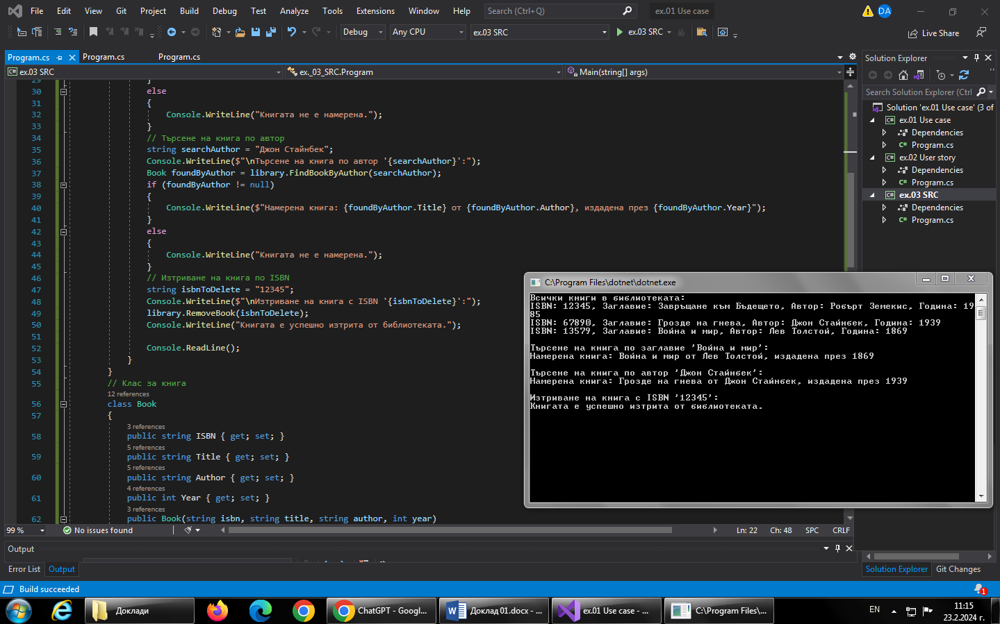 File Edit View Git Project Build Debug Test Analyze Tools Extensions Window Help Search (Ctrl+Q) ex.01 Use case DA
Debug Any CPU ex.03 SRC ex.03 SRC Live Share
Program.cs Program.cs Program.cs
ex.03 SRC ex._03_SRC.Program Main(string[] args)
29 }
30 else
31 {
32 Console.WriteLine("Книгата не е намерена.");
33 }
34 // Търсене на книга по автор
35 string searchAuthor = "Джон Стайнбек";
36 Console.WriteLine($"\nТърсене на книга по автор '{searchAuthor}':");
37 Book foundByAuthor = library.FindBookByAuthor(searchAuthor);
38 if (foundByAuthor != null)
39 {
40 Console.WriteLine($"Намерена книга: {foundByAuthor.Title} от {foundByAuthor.Author}, издадена през {foundByAuthor.Year}");
41 }
42 else
43 {
44 Console.WriteLine("Книгата не е намерена.");
45 }
46 // Изтриване на книга по ISBN
47 string isbnToDelete = "12345";
48 Console.WriteLine($"\nИзтриване на книга с ISBN '{isbnToDelete}':");
49 library.RemoveBook(isbnToDelete);
50 Console.WriteLine("Книгата е успешно изтрита от библиотеката.");
51
52 Console.ReadLine();
53 }
54 }
55 // Клас за книга
12 references
56 class Book
57 {
3 references
58 public string ISBN { get; set; }
5 references
59 public string Title { get; set; }
5 references
60 public string Author { get; set; }
4 references
61 public int Year { get; set; }
3 references
62 public Book(string isbn, string title, string author, int year)
99 % No issues found Ln: 22 Ch: 48 SPC CRLF
Output
Error List Output
Build succeeded
Solution Explorer
Search Solution Explorer (Ctrl
Solution 'ex.01 Use case' (3 of
ex.01 Use case
Dependencies
C# Program.cs
ex.02 User story
Dependencies
C# Program.cs
ex.03 SRC
Dependencies
C# Program.cs
Solution Explorer Git Changes
1
C:\Program Files\dotnet\dotnet.exe
Всички книги в библиотеката:
ISBN: 12345, Заглавие: Завръщане към Бъдещето, Автор: Робърт Земекис, Година: 19
85
ISBN: 67890, Заглавие: Грозде на гнева, Автор: Джон Стайнбек, Година: 1939
ISBN: 13579, Заглавие: Война и мир, Автор: Лев Толстой, Година: 1869
Търсене на книга по заглавие 'Война и мир':
Намерена книга: Война и мир от Лев Толстой, издадена през 1869
Търсене на книга по автор 'Джон Стайнбек':
Намерена книга: Грозде на гнева от Джон Стайнбек, издадена през 1939
Изтриване на книга с ISBN '12345':
Книгата е успешно изтрита от библиотеката.
Доклади ChatGPT - Googl... Доклад 01.docx - ... ex.01 Use case - ... C:\Program Files\... EN 11:15
23.2.2024 г.